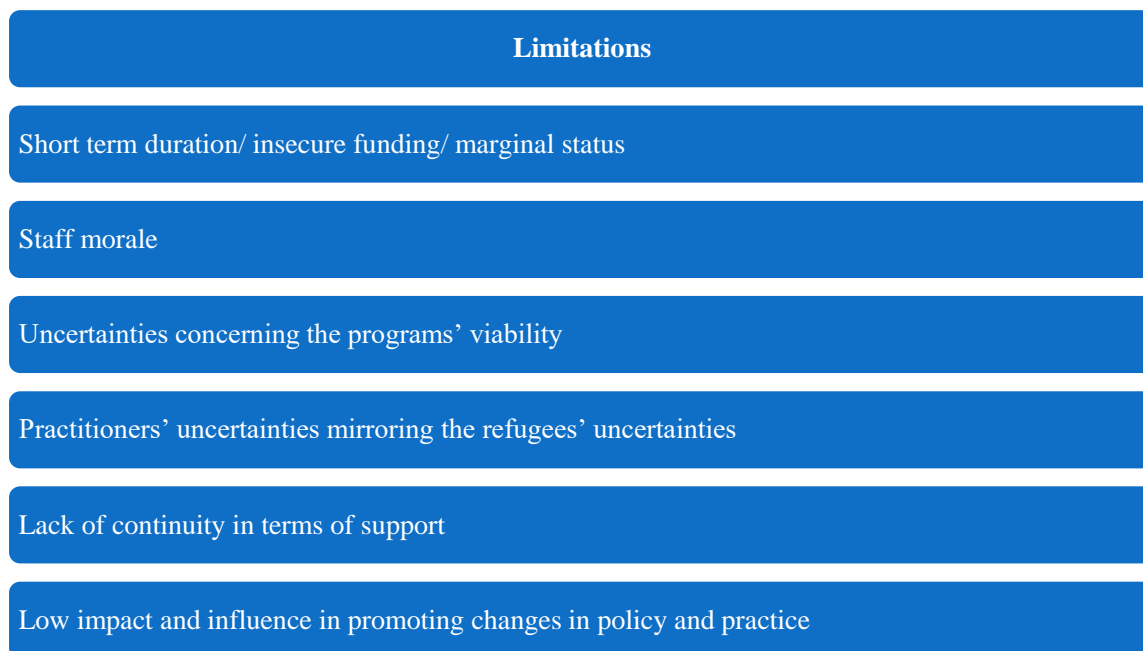 Limitations
Short term duration/ insecure funding/ marginal status
Staff morale
Uncertainties concerning the programs’ viability
Practitioners’ uncertainties mirroring the refugees’ uncertainties
Lack of continuity in terms of support
Low impact and influence in promoting changes in policy and practice